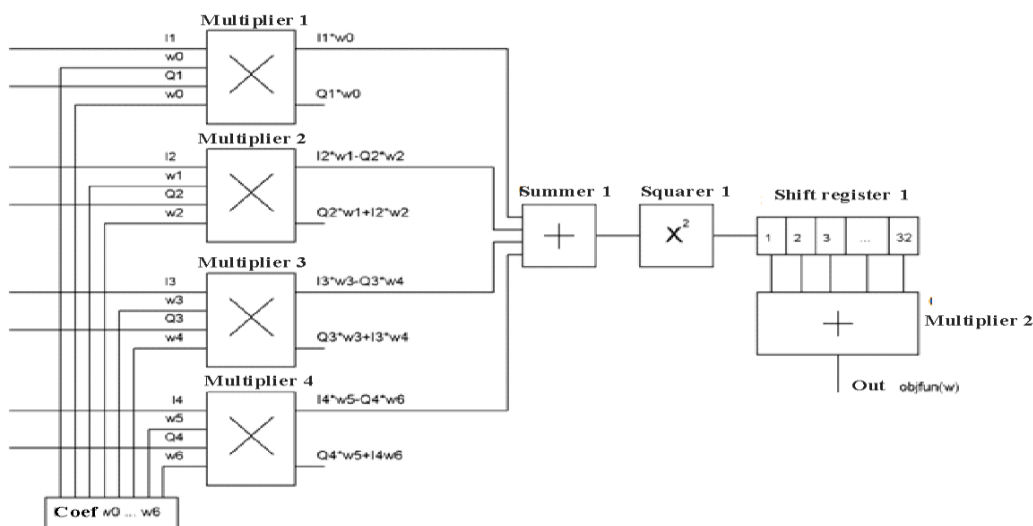 Multiplier 1
I1
w0
Q1
w0
I1*w0
Q1*w0
Multiplier 2
I2
w1
Q2
w2
I2*w1-Q2*w2
Q2*w1+I2*w2
Multiplier 3
I3
w3
Q3
w4
I3*w3-Q3*w4
Q3*w3+I3*w4
Multiplier 4
I4
w5
Q4
w6
I4*w5-Q4*w6
Q4*w5+I4w6
Coef w0 ... w6
Summer 1
+
Squarer 1
X²
Shift register 1
1 2 3 ... 32
+
Multiplier 2
Out objfun(w)